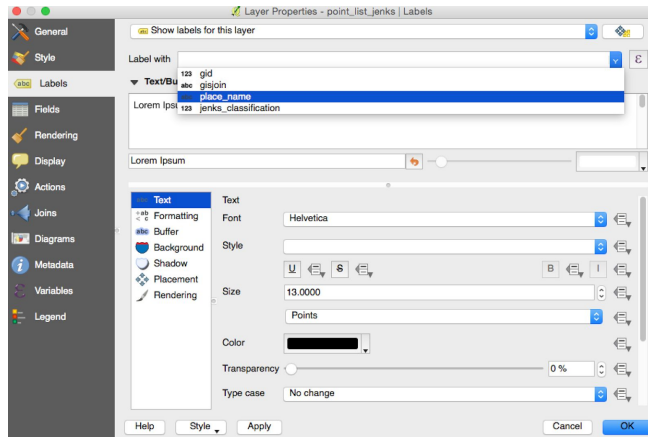 Layer Properties - point_list_jenks | Labels
General
Style
abc Labels
Fields
Rendering
Display
Actions
Joins
Diagrams
Metadata
Variables
Legend
abc Show labels for this layer
Label with
ε
123 gid
abc gisjoin
place_name
123 jenks_classification
Text/Bu
Lorem Ipsu
Lorem Ipsum
Text
Formatting
abc Buffer
Background
Shadow
Placement
Rendering
Text
Font Helvetica
Style
U S B I
Size 13.0000
Points
Color
Transparency 0 %
Type case No change
Help Style Apply Cancel OK